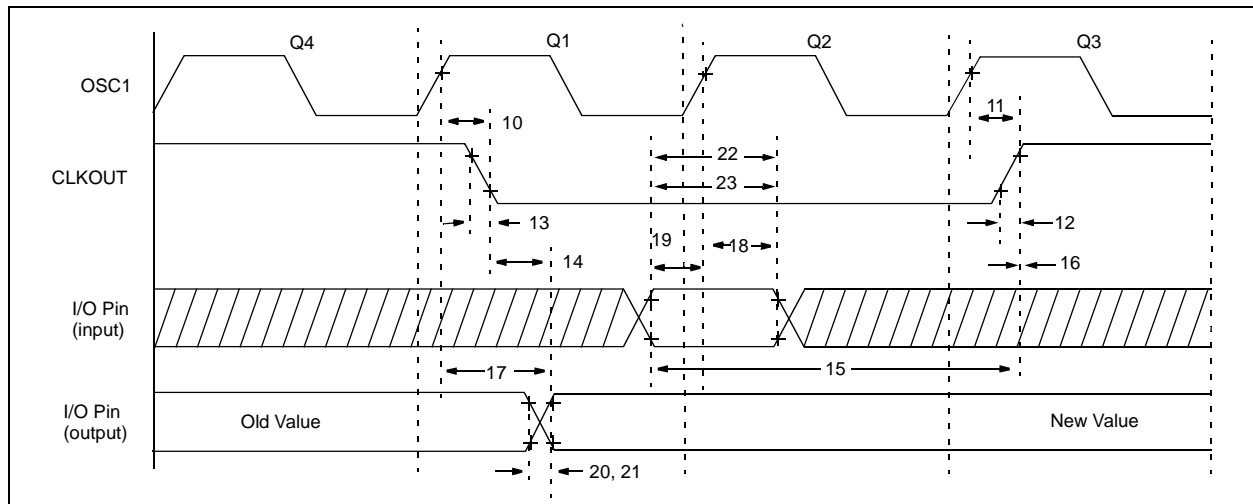 Q4 Q1 Q2 Q3
OSC1
10 11
22
CLKOUT
23
13 12
19 18
14 16
I/O Pin
(input)
17 15
I/O Pin
(output)
Old Value New Value
20, 21